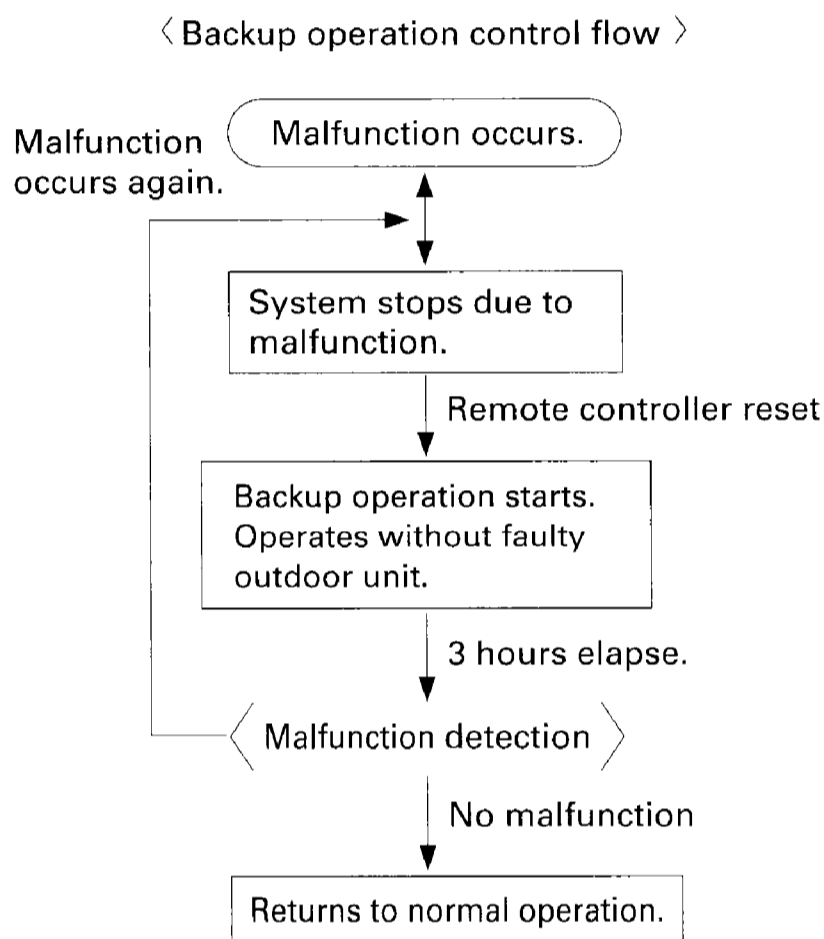 〈 Backup operation control flow 〉
Malfunction occurs.
Malfunction
occurs again.
System stops due to
malfunction.
Remote controller reset
Backup operation starts.
Operates without faulty
outdoor unit.
3 hours elapse.
Malfunction detection
No malfunction
Returns to normal operation.